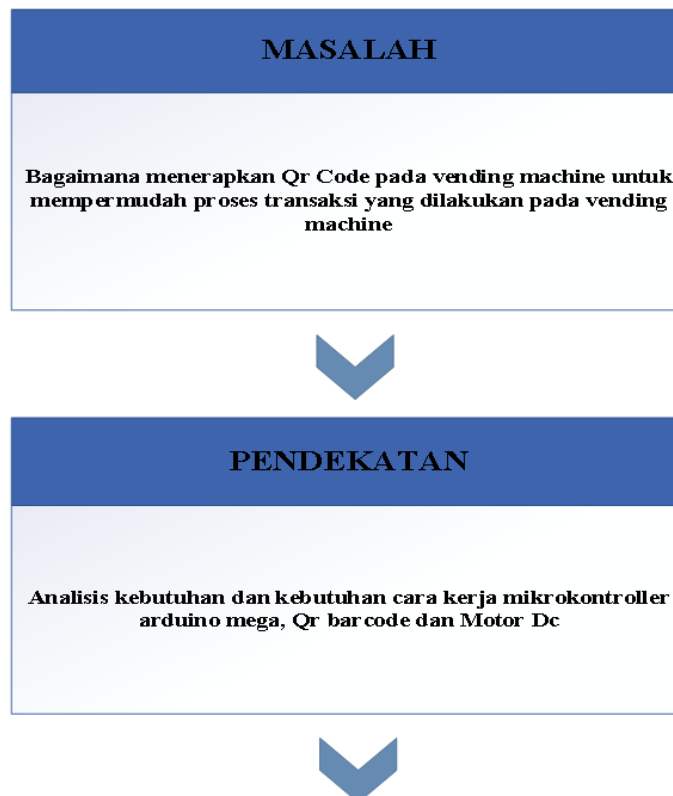 MASALAH
Bagaimana menerapkan Qr Code pada vending machine untuk
mempermudah proses transaksi yang dilakukan pada vending
machine
PENDEKATAN
Analisis kebutuhan dan kebutuhan cara kerja mikrokontroller
arduino mega, Qr barcode dan Motor Dc